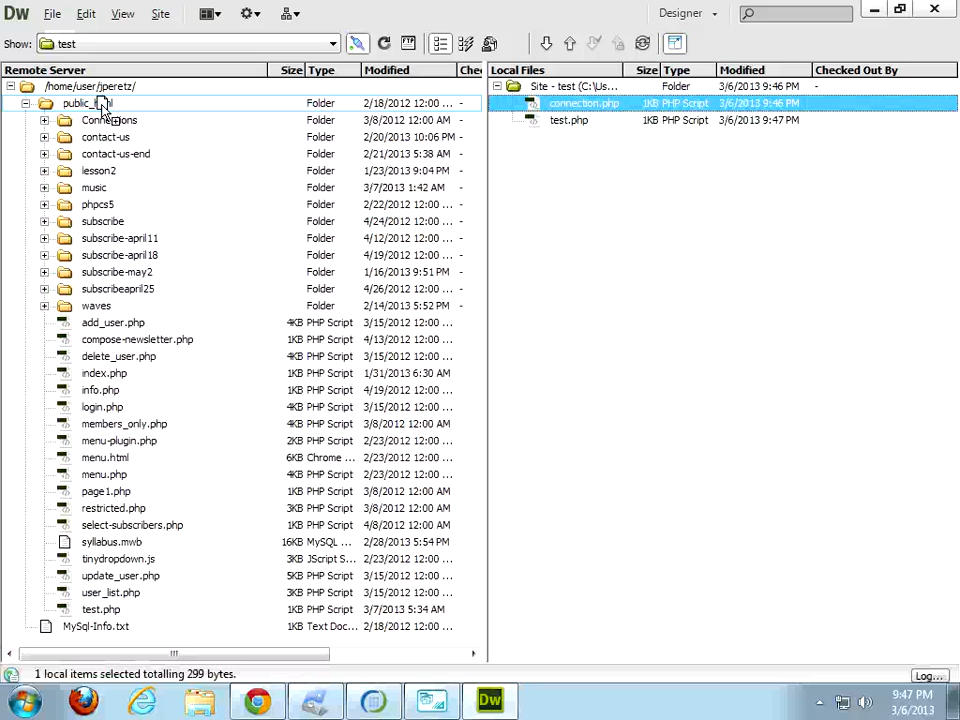 Dw File Edit View Site Designer
Show: test
Remote Server Size Type Modified
/home/user/jperetz/
Folder 2/18/2012 12:00 ...
Folder 3/8/2012 12:00 AM -
contact-us Folder 2/20/2013 10:06 PM -
contact-us-end Folder 2/21/2013 5:38 AM -
lesson2 Folder 1/23/2013 9:04 PM -
music Folder 3/7/2013 1:42 AM -
phpcs5 Folder 2/22/2012 12:00 ... -
subscribe Folder 4/24/2012 12:00 ... -
subscribe-april11 Folder 4/12/2012 12:00 ... -
subscribe-april18 Folder 4/19/2012 12:00 ... -
subscribe-may2 Folder 1/16/2013 9:51 PM -
subscribeapril25 Folder 4/26/2012 12:00 ... -
waves Folder 2/14/2013 5:52 PM -
add_user.php 4KB PHP Script 3/15/2012 12:00 ...
compose-newsletter.php 1KB PHP Script 4/13/2012 12:00 ...
delete_user.php 4KB PHP Script 3/15/2012 12:00 ...
index.php 1KB PHP Script 1/31/2013 6:30 AM
info.php 1KB PHP Script 4/19/2012 12:00 ...
login.php 4KB PHP Script 3/15/2012 12:00 ...
members_only.php 4KB PHP Script 3/8/2012 12:00 AM
menu-plugin.php 2KB PHP Script 2/23/2012 12:00 ...
menu.html 6KB Chrome ... 2/23/2012 12:00 ...
menu.php 4KB PHP Script 2/23/2012 12:00 ...
page1.php 1KB PHP Script 3/8/2012 12:00 AM
restricted.php 3KB PHP Script 3/8/2012 12:00 AM
select-subscribers.php 1KB PHP Script 4/8/2012 12:00 AM
syllabus.mwb 16KB MySQL ... 2/28/2013 5:54 PM
tinydropdown.js 3KB JScript S... 2/23/2012 12:00 ...
update_user.php 5KB PHP Script 3/15/2012 12:00 ...
user_list.php 3KB PHP Script 3/15/2012 12:00 ...
test.php 1KB PHP Script 3/7/2013 5:34 AM
MySql-Info.txt 1KB Text Doc... 2/18/2012 12:00 ...
Local Files Size Type Modified Checked Out By
Site - test (C:\Us... Folder 3/6/2013 9:46 PM -
connection.php 1KB PHP Script 3/6/2013 9:46 PM
test.php 1KB PHP Script 3/6/2013 9:47 PM
1 local items selected totalling 299 bytes. Log...
Dw
9:47 PM
3/6/2013